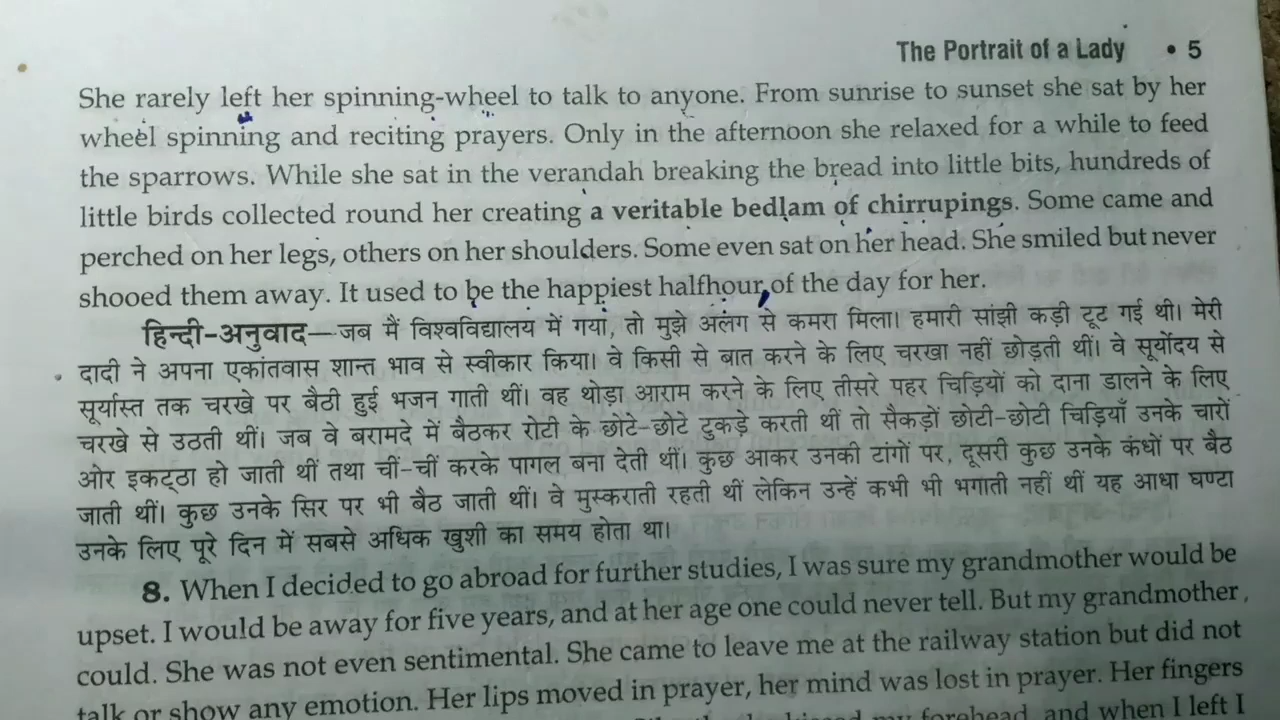 The Portrait of a Lady • 5
She rarely left her spinning-wheel to talk to anyone. From sunrise to sunset she sat by her
wheel spinning and reciting prayers. Only in the afternoon she relaxed for a while to feed
the sparrows. While she sat in the verandah breaking the bread into little bits, hundreds of
little birds collected round her creating a veritable bedlam of chirrupings. Some came and
perched on her legs, others on her shoulders. Some even sat on her head. She smiled but never
shooed them away. It used to be the happiest halfhour of the day for her.
हिन्दी-अनुवाद—जब मैं विश्वविद्यालय में गया, तो मुझे अलग से कमरा मिला। हमारी सांझी कड़ी टूट गई थी। मेरी
दादी ने अपना एकांतवास शान्त भाव से स्वीकार किया। वे किसी से बात करने के लिए चरखा नहीं छोड़ती थीं। वे सूर्योदय से
सूर्यास्त तक चरखे पर बैठी हुई भजन गाती थीं। वह थोड़ा आराम करने के लिए तीसरे पहर चिड़ियों को दाना डालने के लिए
चरखे से उठती थीं। जब वे बरामदे में बैठकर रोटी के छोटे-छोटे टुकड़े करती थीं तो सैकड़ों छोटी-छोटी चिड़ियाँ उनके चारों
ओर इकट्ठा हो जाती थीं तथा चीं-चीं करके पागल बना देती थीं। कुछ आकर उनकी टांगों पर, दूसरी कुछ उनके कंधों पर बैठ
जाती थीं। कुछ उनके सिर पर भी बैठ जाती थीं। वे मुस्कराती रहती थीं लेकिन उन्हें कभी भी भगाती नहीं थीं यह आधा घण्टा
उनके लिए पूरे दिन में सबसे अधिक खुशी का समय होता था।
8. When I decided to go abroad for further studies, I was sure my grandmother would be
upset. I would be away for five years, and at her age one could never tell. But my grandmother
could. She was not even sentimental. She came to leave me at the railway station but did not
talk or show any emotion. Her lips moved in prayer, her mind was lost in prayer. Her fingers
my forehead, and when I left I